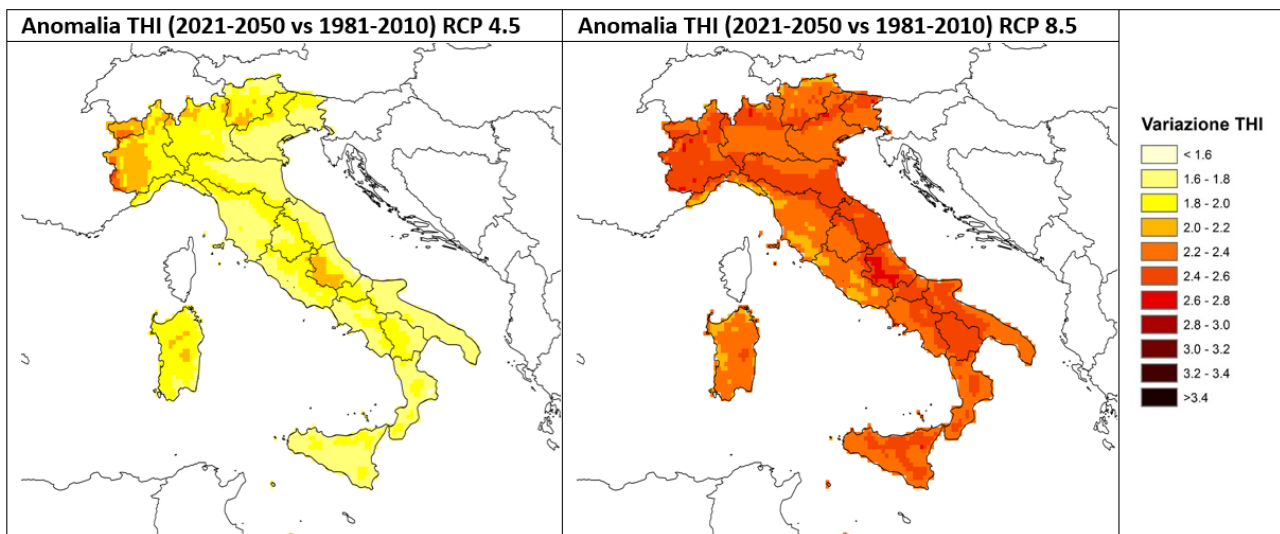 Anomalia THI (2021-2050 vs 1981-2010) RCP 4.5
Anomalia THI (2021-2050 vs 1981-2010) RCP 8.5
Variazione THI
< 1.6
1.6 - 1.8
1.8 - 2.0
2.0 - 2.2
2.2 - 2.4
2.4 - 2.6
2.6 - 2.8
2.8 - 3.0
3.0 - 3.2
3.2 - 3.4
>3.4